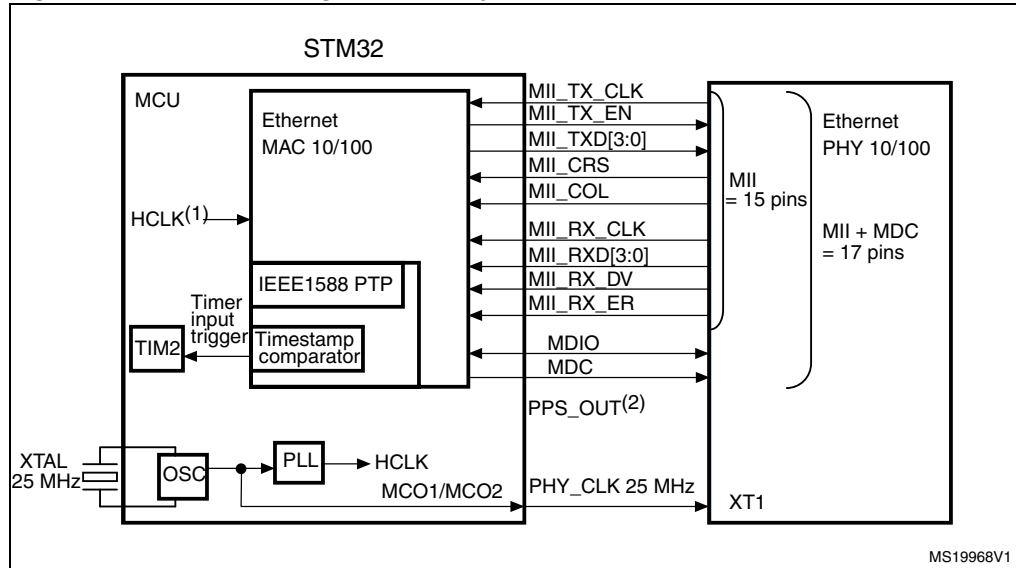 STM32
MCU
Ethernet
MAC 10/100
HCLK(1)
IEEE1588 PTP
Timer
input
trigger
TIM2
Timestamp
comparator
XTAL
25 MHz
OSC
PLL
HCLK
MCO1/MCO2
MII_TX_CLK
MII_TX_EN
MII_TXD[3:0]
MII_CRS
MII_COL
MII_RX_CLK
MII_RXD[3:0]
MII_RX_DV
MII_RX_ER
MDIO
MDC
PPS_OUT(2)
PHY_CLK 25 MHz
MII
= 15 pins
Ethernet
PHY 10/100
MII + MDC
= 17 pins
XT1
MS19968V1